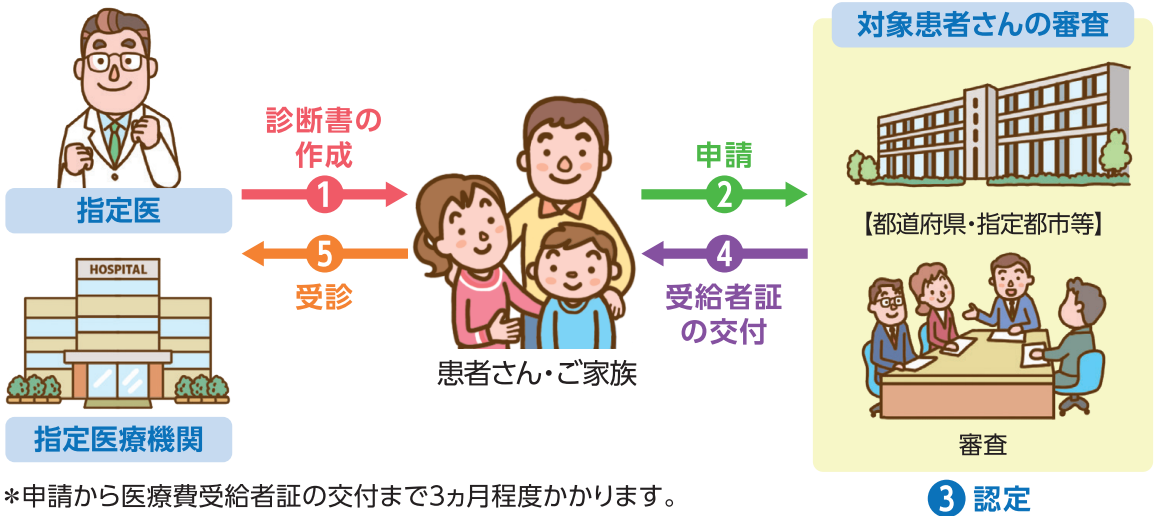 対象患者さんの審査
診断書の
作成
1
指定医
申請
2
【都道府県・指定都市等】
5
受診
HOSPITAL
4
受給者証
の交付
患者さん・ご家族
指定医療機関
審査
*申請から医療費受給者証の交付まで3ヵ月程度かかります。
3 認定